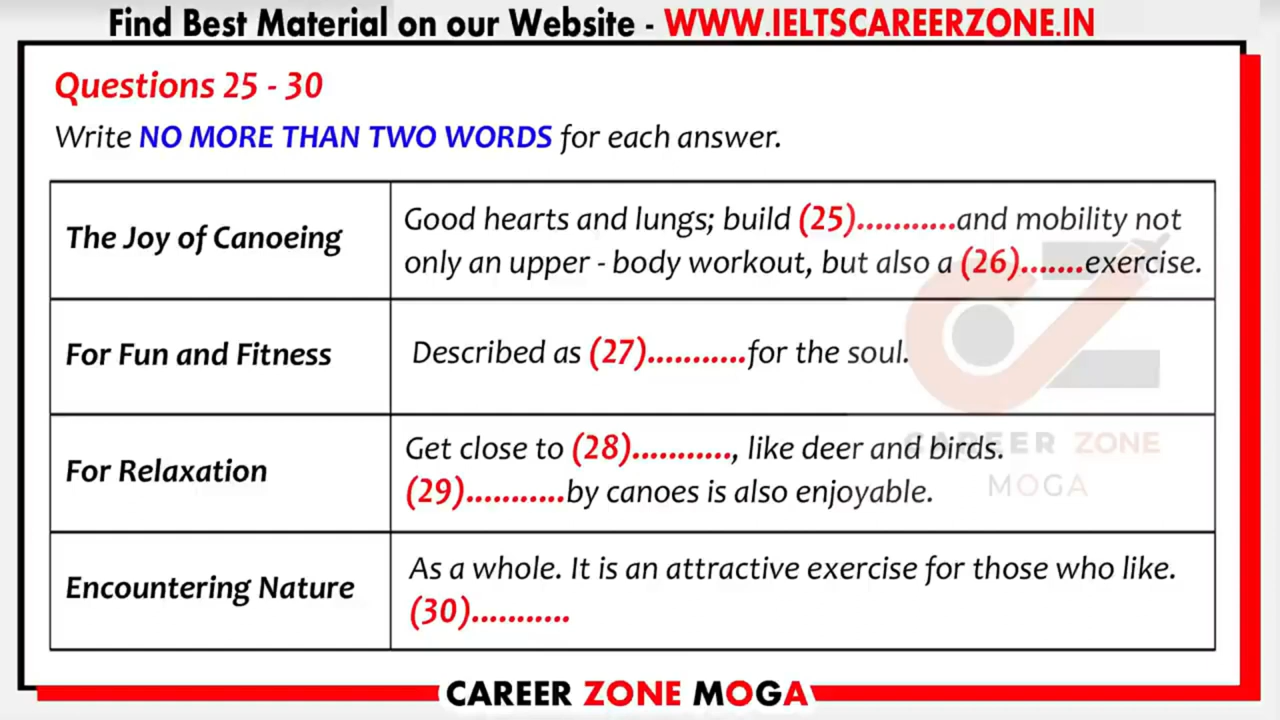 Find Best Material on our Website - WWW.IELTSCAREERZONE.IN
Questions 25 - 30
Write NO MORE THAN TWO WORDS for each answer.
The Joy of Canoeing
Good hearts and lungs; build (25)...........and mobility not
only an upper - body workout, but also a (26).......exercise.
For Fun and Fitness
Described as (27)...........for the soul.
For Relaxation
Get close to (28)..........., like deer and birds.
(29)...........by canoes is also enjoyable.
Encountering Nature
As a whole. It is an attractive exercise for those who like.
(30)...........
CAREER ZONE
MOGA
CAREER ZONE MOGA